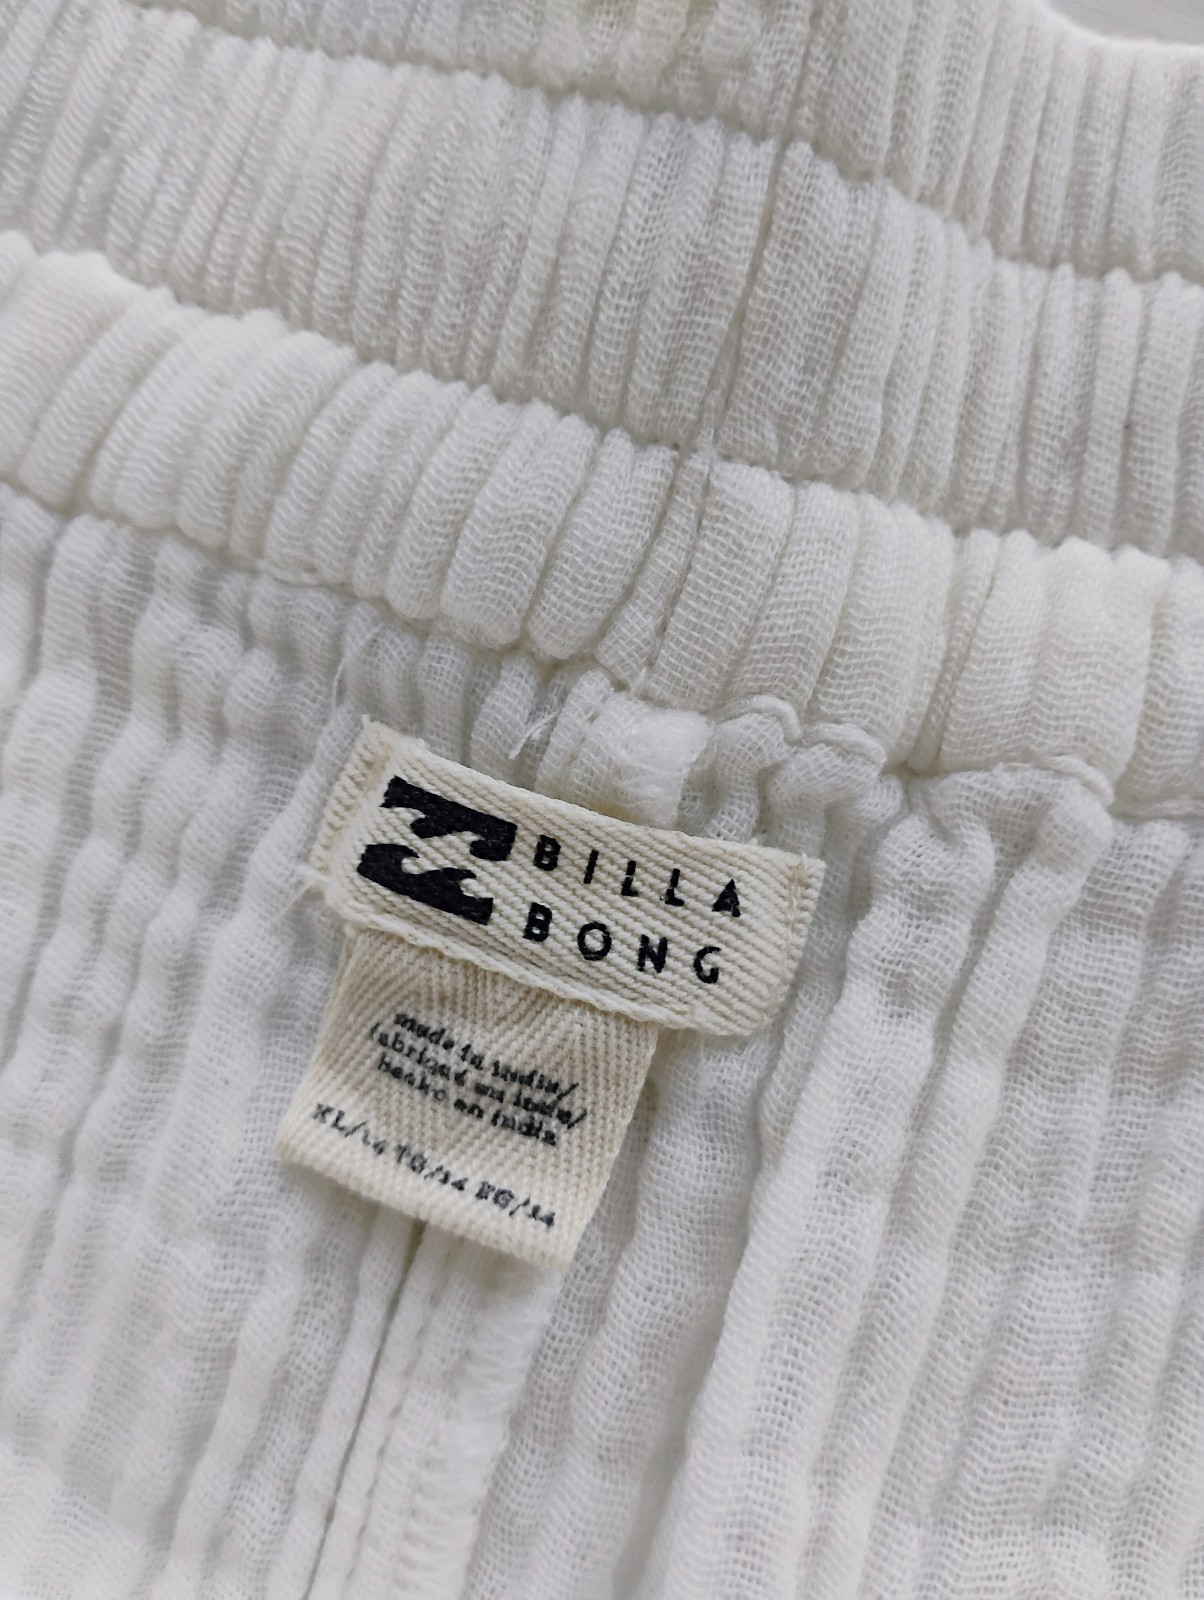 BILLA
BONG
made in india/
fabriqué en inde/
hecho en india
XL/14 TG/14 EG/14